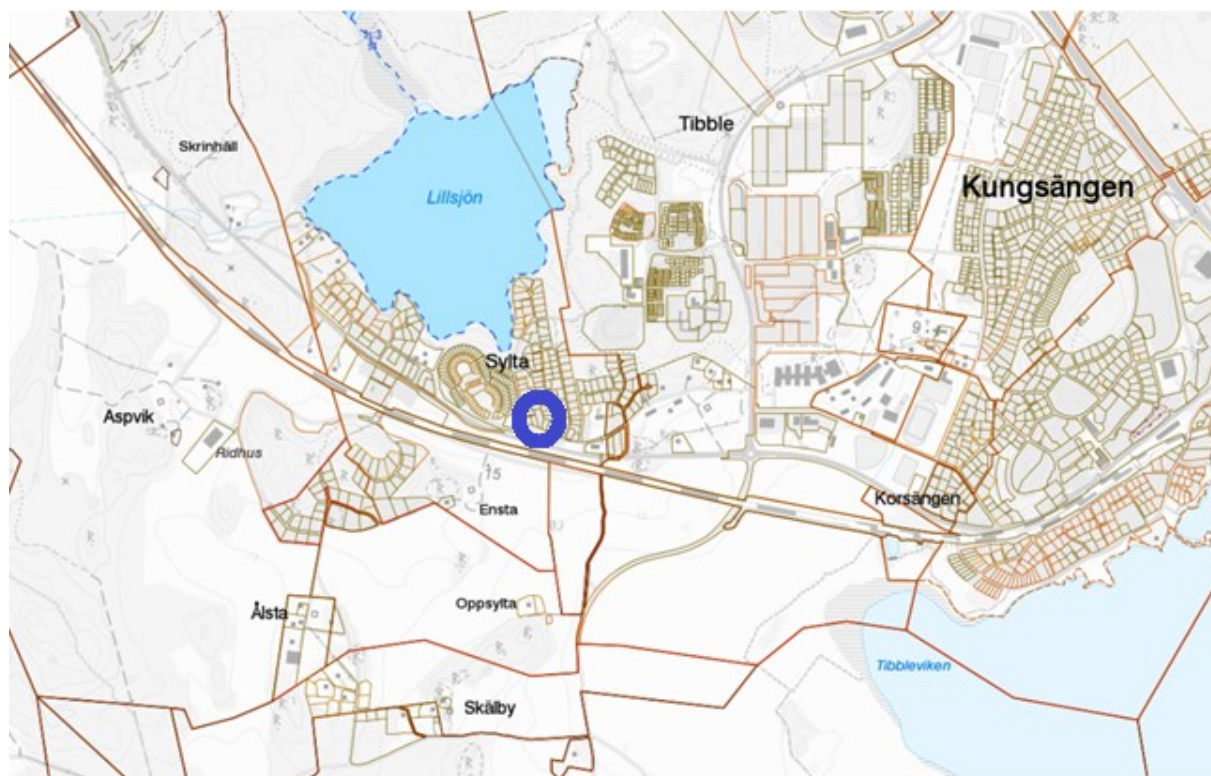 Tibble
Skrinhäll
Kungsängen
Lillsjön
Sylta
Aspvik
Ridhus
15
Ensta
Korsängen
Oppsylta
Ålsta
Tibbleviken
Skälby